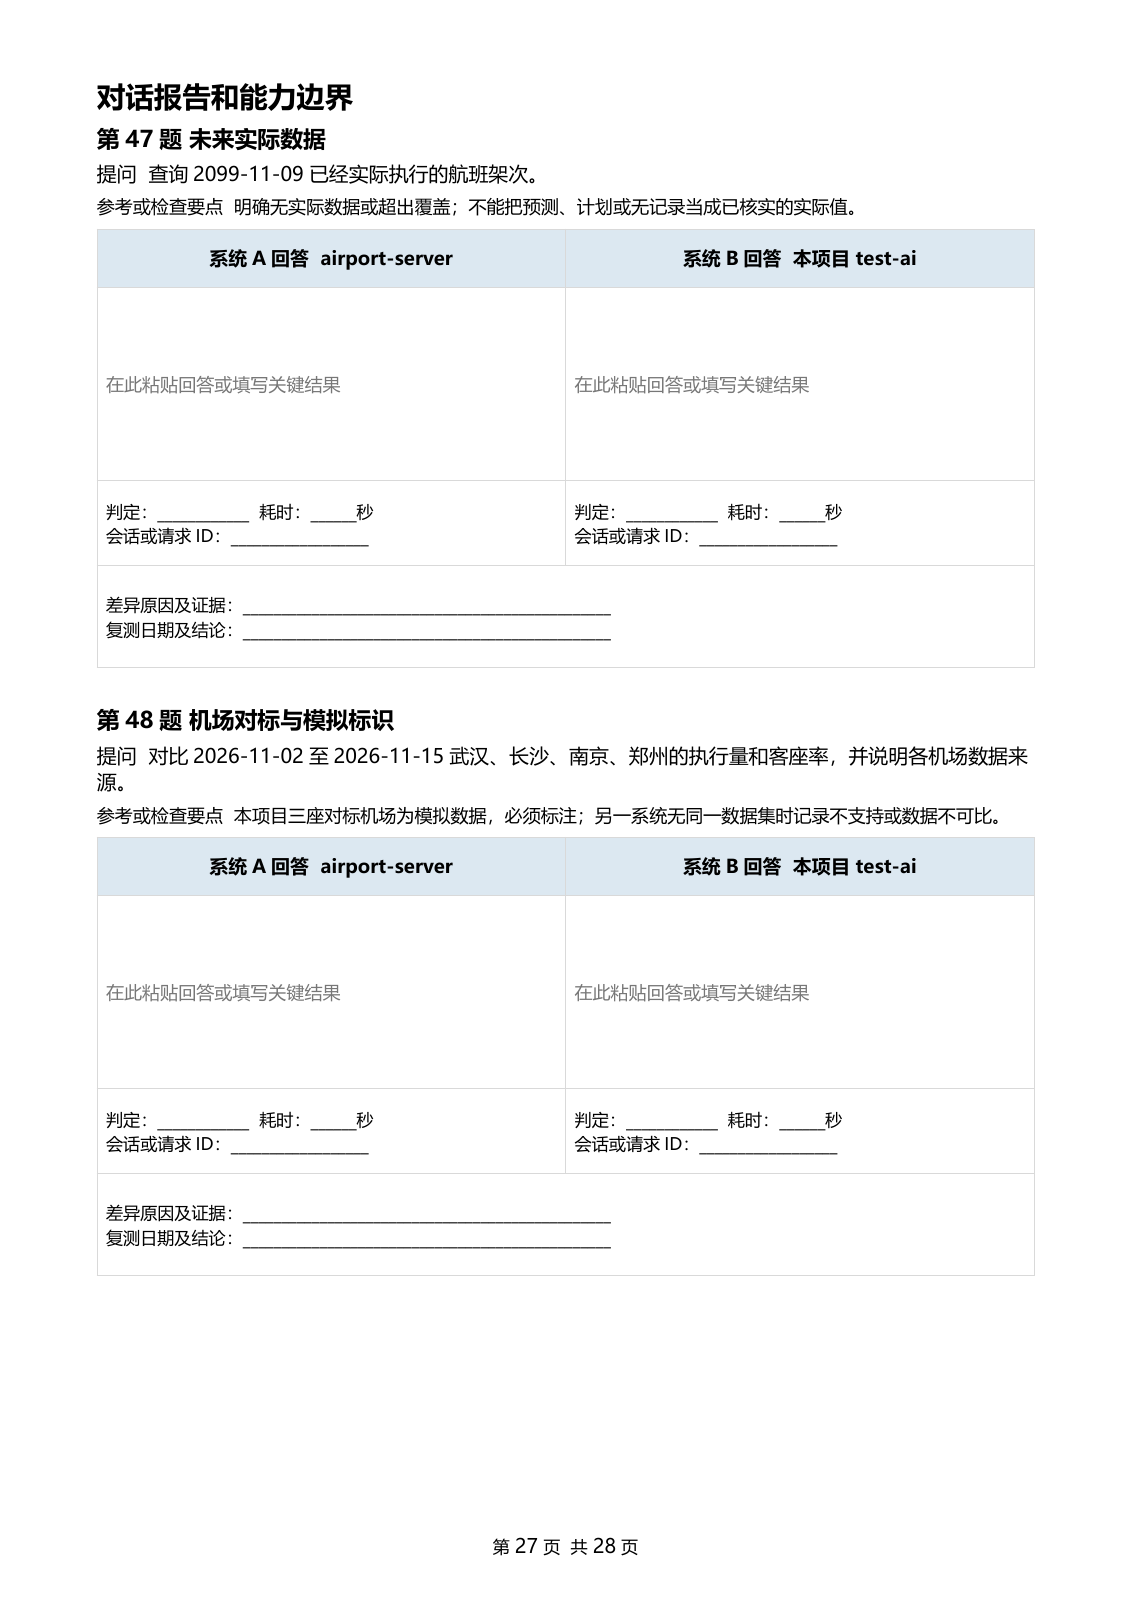 对话报告和能力边界
第 47 题 未来实际数据
提问  查询 2099-11-09 已经实际执行的航班架次。
参考或检查要点  明确无实际数据或超出覆盖；不能把预测、计划或无记录当成已核实的实际值。
系统 A 回答  airport-server
系统 B 回答  本项目 test-ai
在此粘贴回答或填写关键结果
在此粘贴回答或填写关键结果
判定：____________  耗时：______秒
会话或请求 ID：__________________
判定：____________  耗时：______秒
会话或请求 ID：__________________
差异原因及证据：________________________________________________
复测日期及结论：________________________________________________
第 48 题 机场对标与模拟标识
提问  对比 2026-11-02 至 2026-11-15 武汉、长沙、南京、郑州的执行量和客座率，并说明各机场数据来
源。
参考或检查要点  本项目三座对标机场为模拟数据，必须标注；另一系统无同一数据集时记录不支持或数据不可比。
系统 A 回答  airport-server
系统 B 回答  本项目 test-ai
在此粘贴回答或填写关键结果
在此粘贴回答或填写关键结果
判定：____________  耗时：______秒
会话或请求 ID：__________________
判定：____________  耗时：______秒
会话或请求 ID：__________________
差异原因及证据：________________________________________________
复测日期及结论：________________________________________________
第 27 页  共 28 页